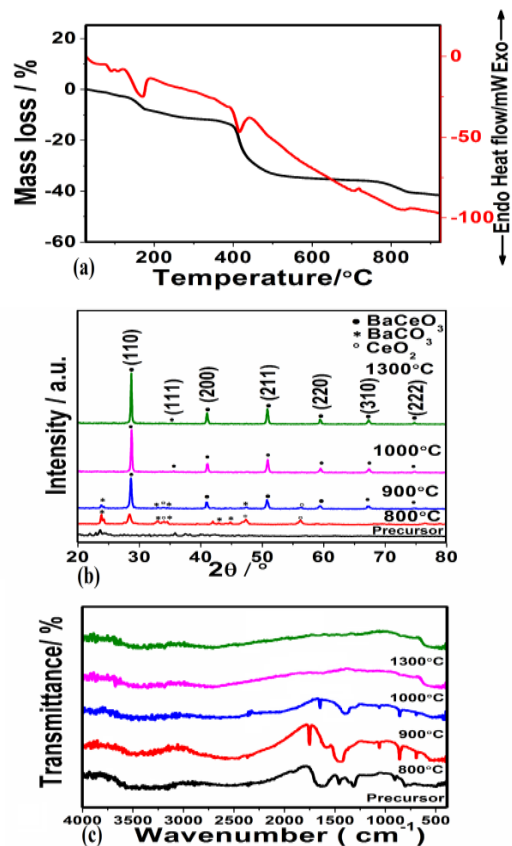 20
0
-20
-40
-60
Mass loss / %
0
-50
-100
Endo Heat flow/mW Exo
(a)
0 200 400 600 800
Temperature/°C
• BaCeO3
* BaCO3
° CeO2
1300°C
(110)
(111)
(200)
(211)
(220)
(310)
(222)
1000°C
900°C
800°C
Precursor
Intensity / a.u.
20 30 40 50 60 70 80
2θ / °
(b)
Transmittance/ %
1300°C
1000°C
900°C
800°C
Precursor
4000 3500 3000 2500 2000 1500 1000 500
(c) Wavenumber ( cm-1)